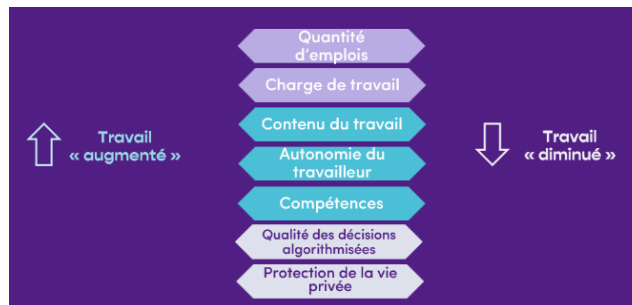 Quantité
d'emplois
Charge de travail
Contenu du travail
Travail
« augmenté »
Autonomie du
travailleur
Travail
« diminué »
Compétences
Qualité des décisions
algorithmisées
Protection de la vie
privée